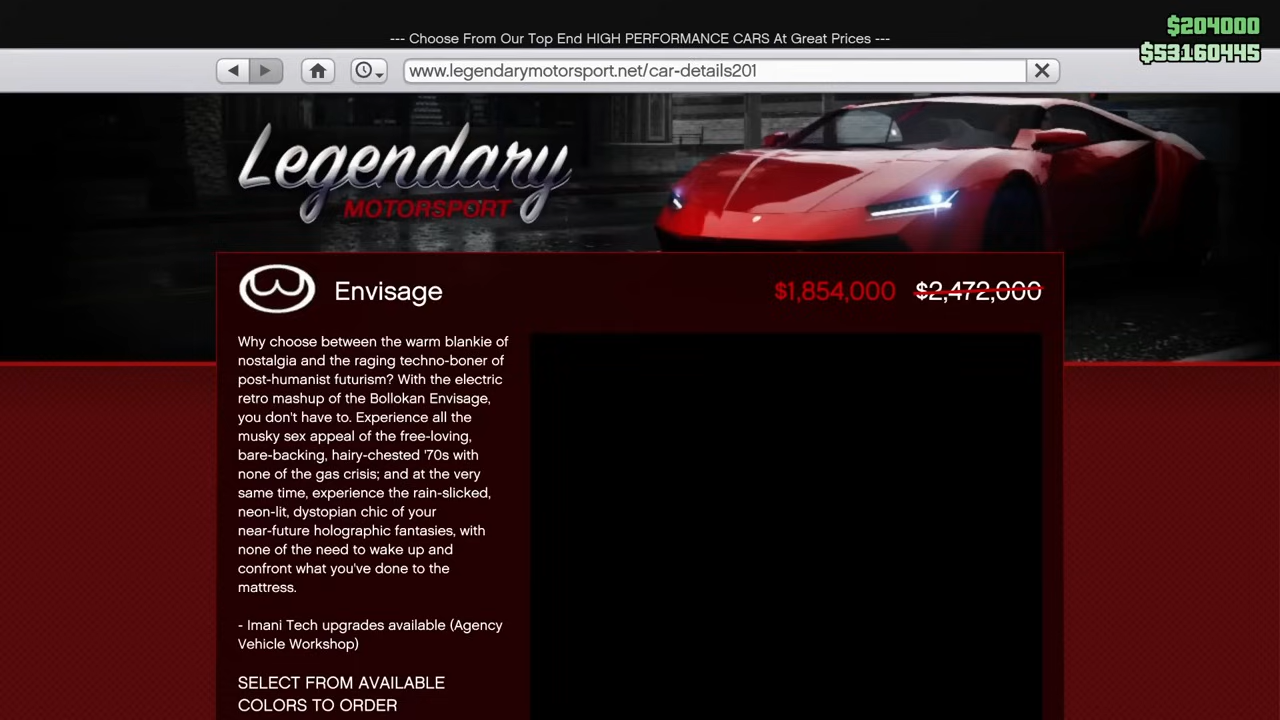 --- Choose From Our Top End HIGH PERFORMANCE CARS At Great Prices ---
$204000
$53160445
www.legendarymotorsport.net/car-details201
Legendary
MOTORSPORT
Envisage
$1,854,000 $2,472,000
Why choose between the warm blankie of
nostalgia and the raging techno-boner of
post-humanist futurism? With the electric
retro mashup of the Bollokan Envisage,
you don't have to. Experience all the
musky sex appeal of the free-loving,
bare-backing, hairy-chested '70s with
none of the gas crisis; and at the very
same time, experience the rain-slicked,
neon-lit, dystopian chic of your
near-future holographic fantasies, with
none of the need to wake up and
confront what you've done to the
mattress.
- Imani Tech upgrades available (Agency
Vehicle Workshop)
SELECT FROM AVAILABLE
COLORS TO ORDER